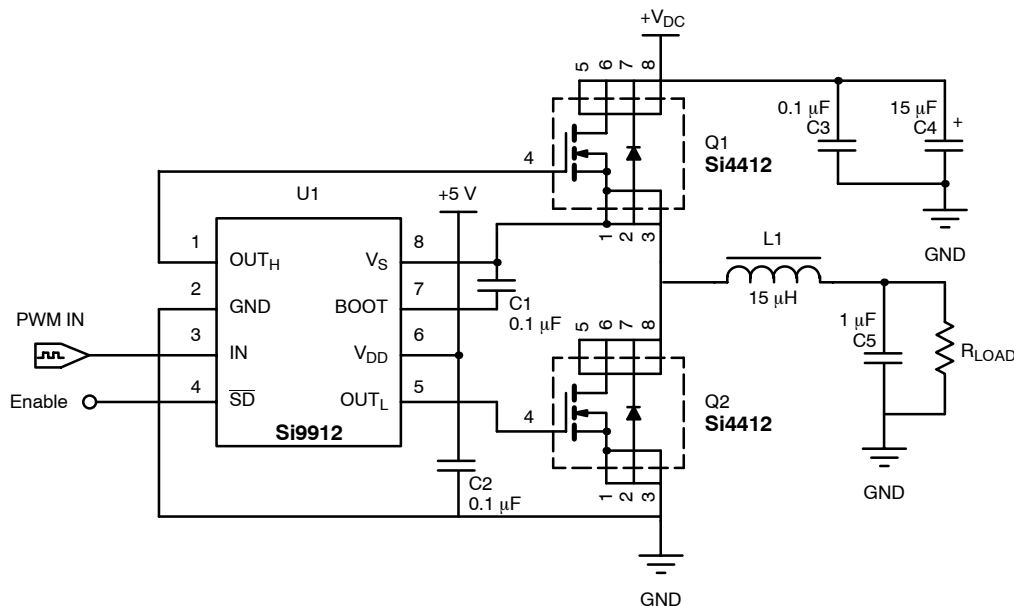 +VDC
5 6 7 8
0.1 μF
C3
15 μF
C4
+
Q1
Si4412
4
GND
U1
+5 V
1 2 3
1
OUTH
VS
8
2
GND
BOOT
7
C1
0.1 μF
L1
15 μH
PWM IN
3
IN
VDD
6
5 6 7 8
1 μF
C5
RLOAD
Enable
4
SD
OUTL
5
Si9912
4
Q2
Si4412
C2
0.1 μF
1 2 3
GND
GND